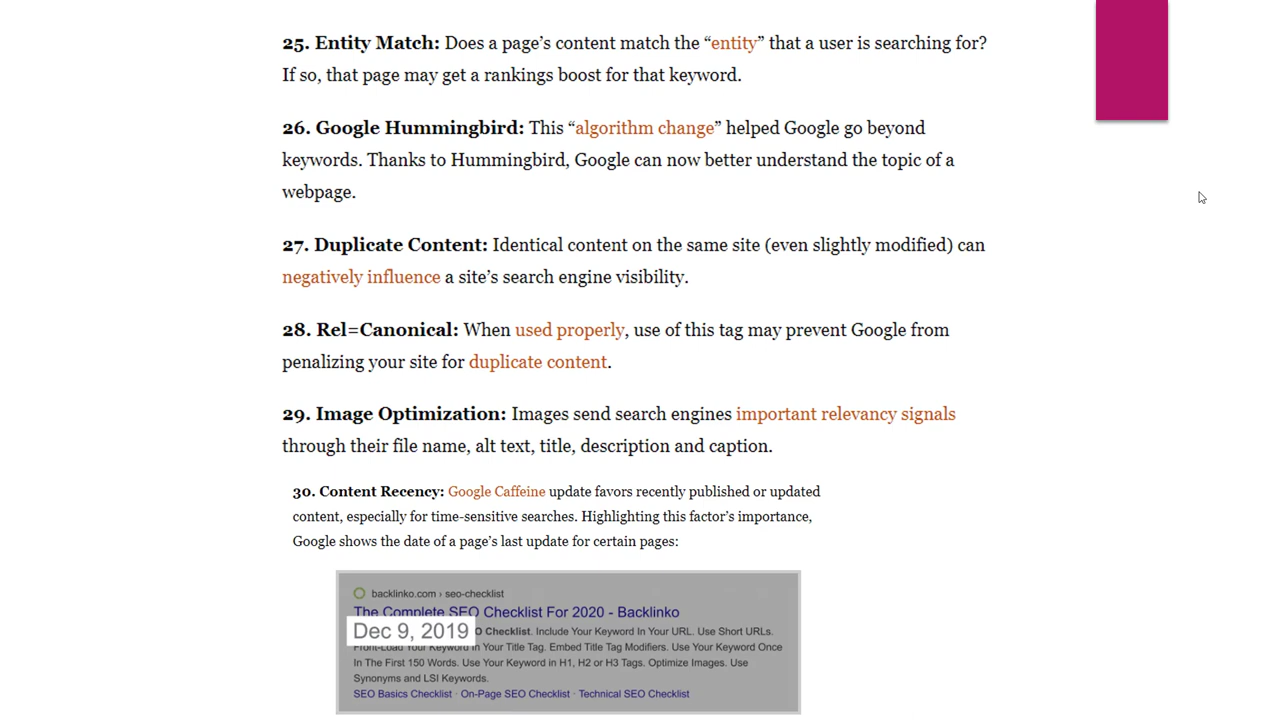 25. Entity Match: Does a page's content match the “entity” that a user is searching for?
If so, that page may get a rankings boost for that keyword.
26. Google Hummingbird: This “algorithm change” helped Google go beyond
keywords. Thanks to Hummingbird, Google can now better understand the topic of a
webpage.
27. Duplicate Content: Identical content on the same site (even slightly modified) can
negatively influence a site's search engine visibility.
28. Rel=Canonical: When used properly, use of this tag may prevent Google from
penalizing your site for duplicate content.
29. Image Optimization: Images send search engines important relevancy signals
through their file name, alt text, title, description and caption.
30. Content Recency: Google Caffeine update favors recently published or updated
content, especially for time-sensitive searches. Highlighting this factor's importance,
Google shows the date of a page's last update for certain pages:
backlinko.com › seo-checklist
The Complete SEO Checklist For 2020 - Backlinko
Dec 9, 2019 O Checklist. Include Your Keyword In Your URL. Use Short URLs.
Front-Load Your Keyword In Your Title Tag. Embed Title Tag Modifiers. Use Your Keyword Once
In The First 150 Words. Use Your Keyword in H1, H2 or H3 Tags. Optimize Images. Use
Synonyms and LSI Keywords.
SEO Basics Checklist · On-Page SEO Checklist · Technical SEO Checklist